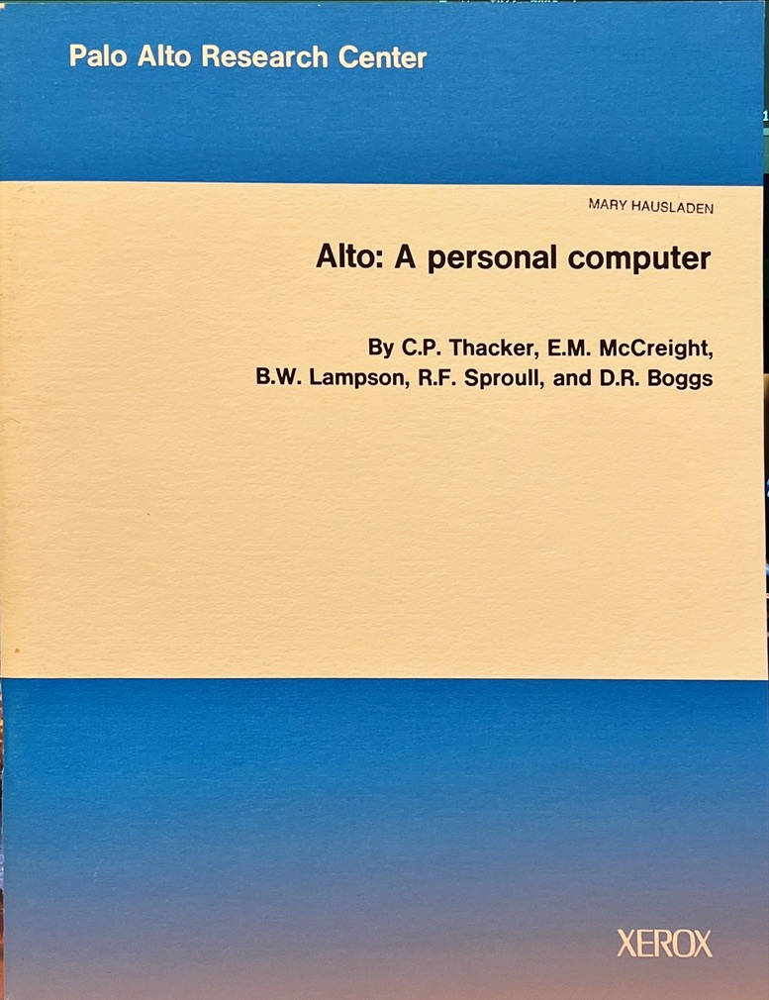 Palo Alto Research Center
MARY HAUSLADEN
Alto: A personal computer
By C.P. Thacker, E.M. McCreight,
B.W. Lampson, R.F. Sproull, and D.R. Boggs
XEROX